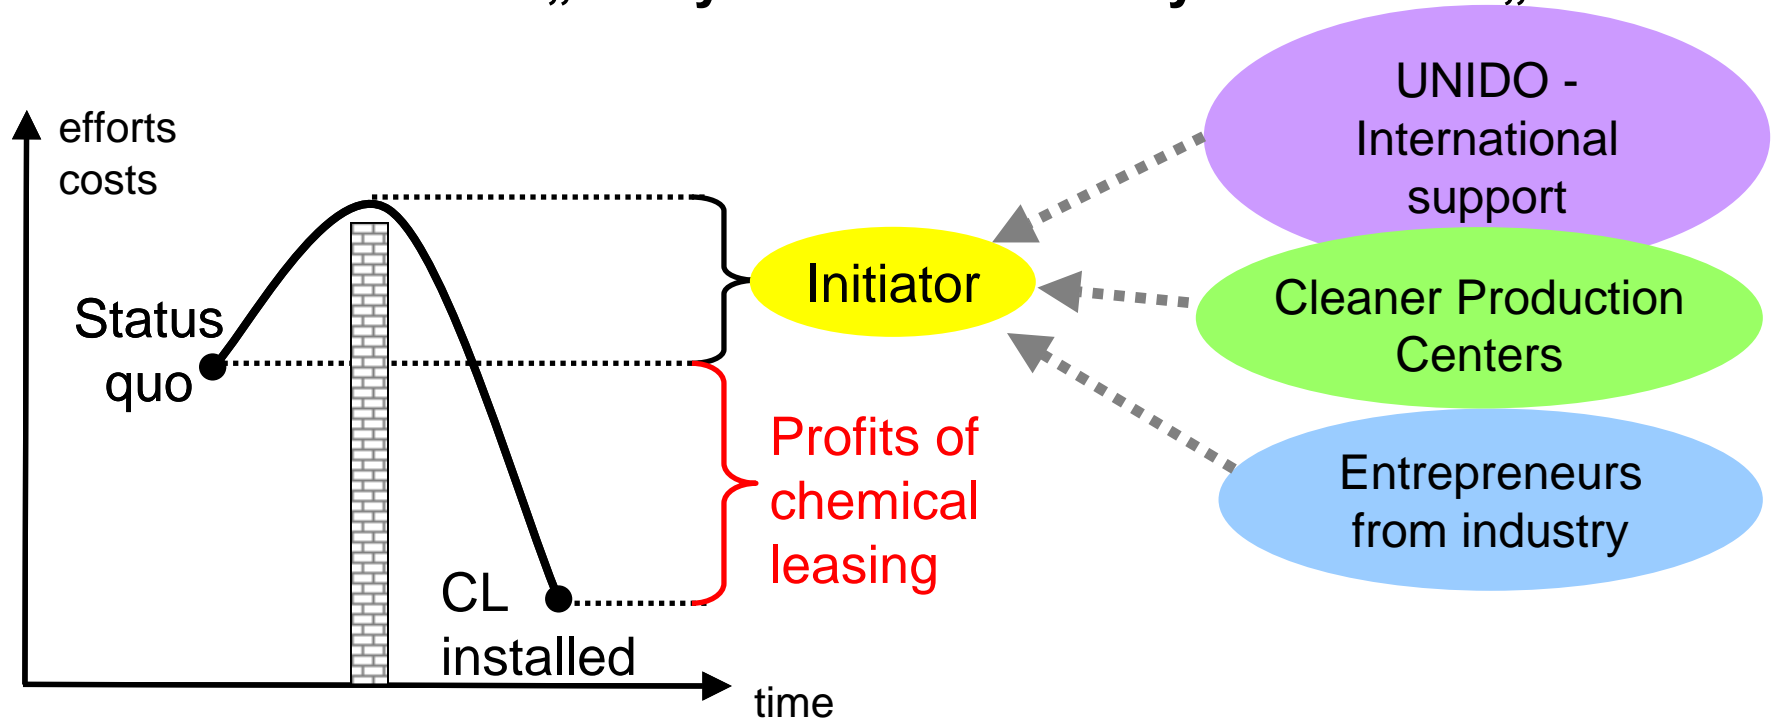 efforts
costs
Status
quo
CL
installed
time
Initiator
Profits of
chemical
leasing
UNIDO -
International
support
Cleaner Production
Centers
Entrepreneurs
from industry